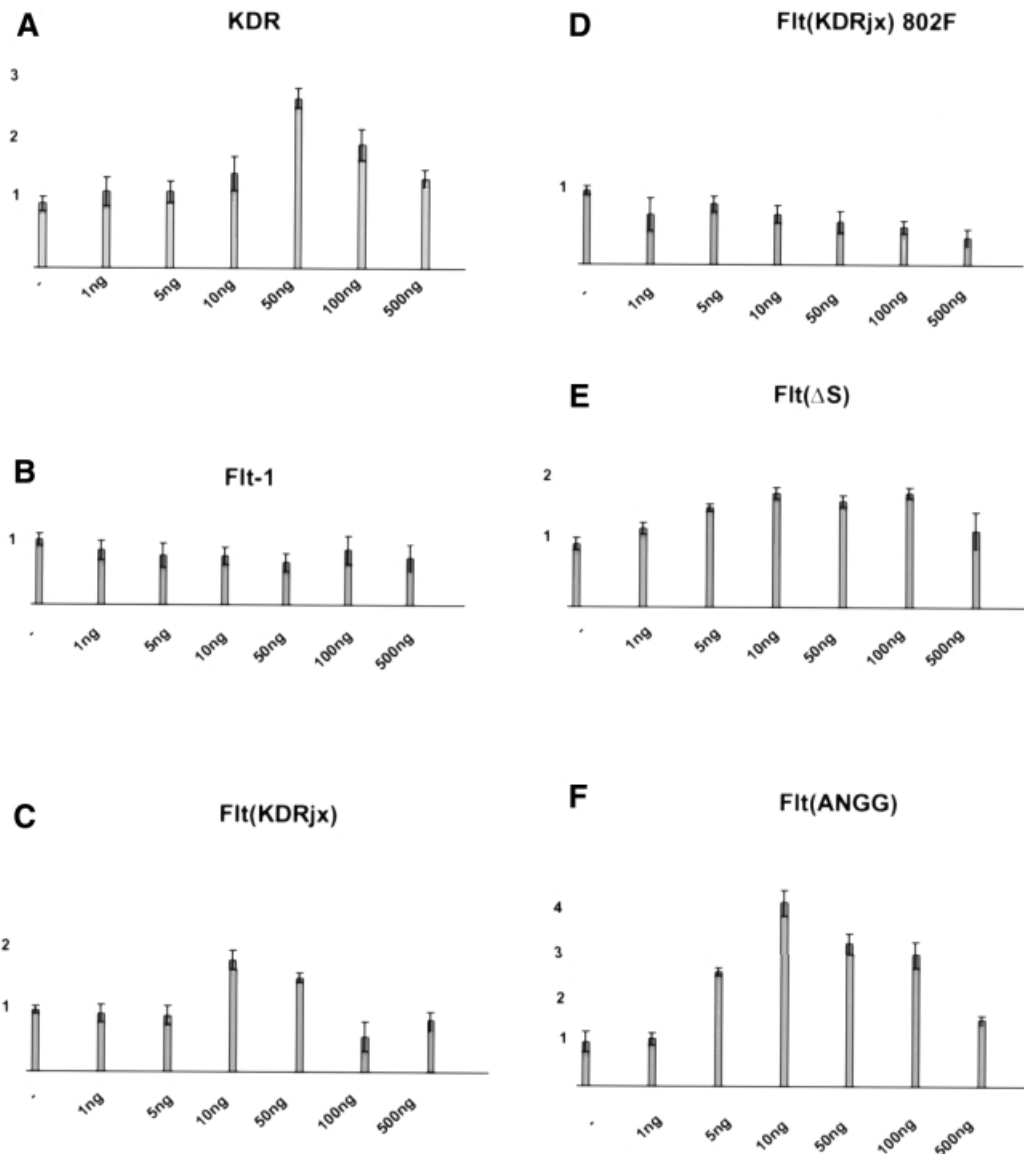 A
KDR
3
2
1
-
1ng
5ng
10ng
50ng
100ng
500ng
B
Flt-1
1
-
1ng
5ng
10ng
50ng
100ng
500ng
C
Flt(KDRjx)
2
1
-
1ng
5ng
10ng
50ng
100ng
500ng
D
Flt(KDRjx) 802F
1
-
1ng
5ng
10ng
50ng
100ng
500ng
E
Flt(ΔS)
2
1
-
1ng
5ng
10ng
50ng
100ng
500ng
F
Flt(ANGG)
4
3
2
1
-
1ng
5ng
10ng
50ng
100ng
500ng